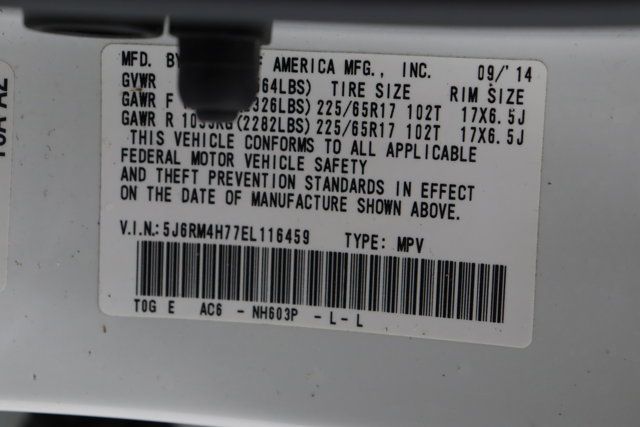 MFD. BY OF AMERICA MFG., INC. 09/'14
GVWR 64LBS) TIRE SIZE RIM SIZE
GAWR F 326LBS) 225/65R17 102T 17X6.5J
GAWR R (2282LBS) 225/65R17 102T 17X6.5J
THIS VEHICLE CONFORMS TO ALL APPLICABLE
FEDERAL MOTOR VEHICLE SAFETY
AND THEFT PREVENTION STANDARDS IN EFFECT
ON THE DATE OF MANUFACTURE SHOWN ABOVE.
V.I.N.: 5J6RM4H77EL116459 TYPE: MPV
T0G E AC6 - NH603P - L - L